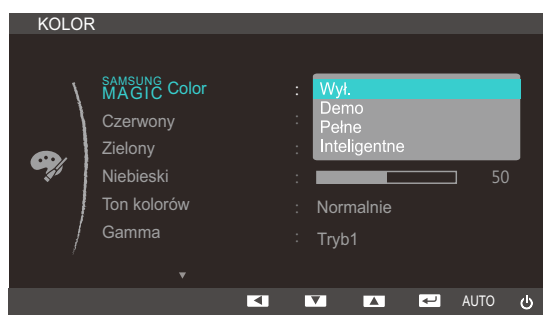 KOLOR
SAMSUNG MAGIC Color : Wył.
Demo
Czerwony :
Pełne
Zielony :
Inteligentne
Niebieski : 50
Ton kolorów : Normalnie
Gamma : Tryb1
AUTO